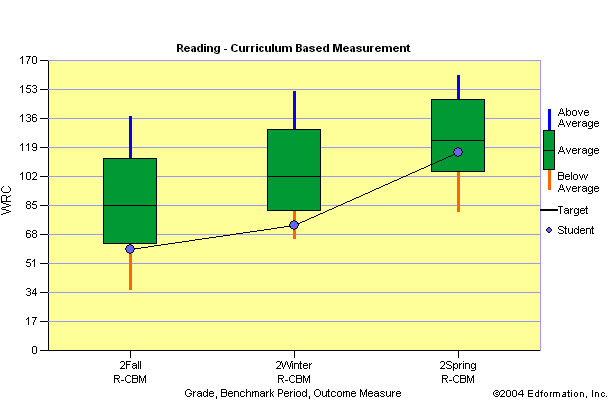 Reading - Curriculum Based Measurement
170
153
136
119
102
85
68
51
34
17
0
WRC
2Fall
R-CBM
2Winter
R-CBM
2Spring
R-CBM
Grade, Benchmark Period, Outcome Measure
Above
Average
Average
Below
Average
Target
Student
©2004 Edformation, Inc.